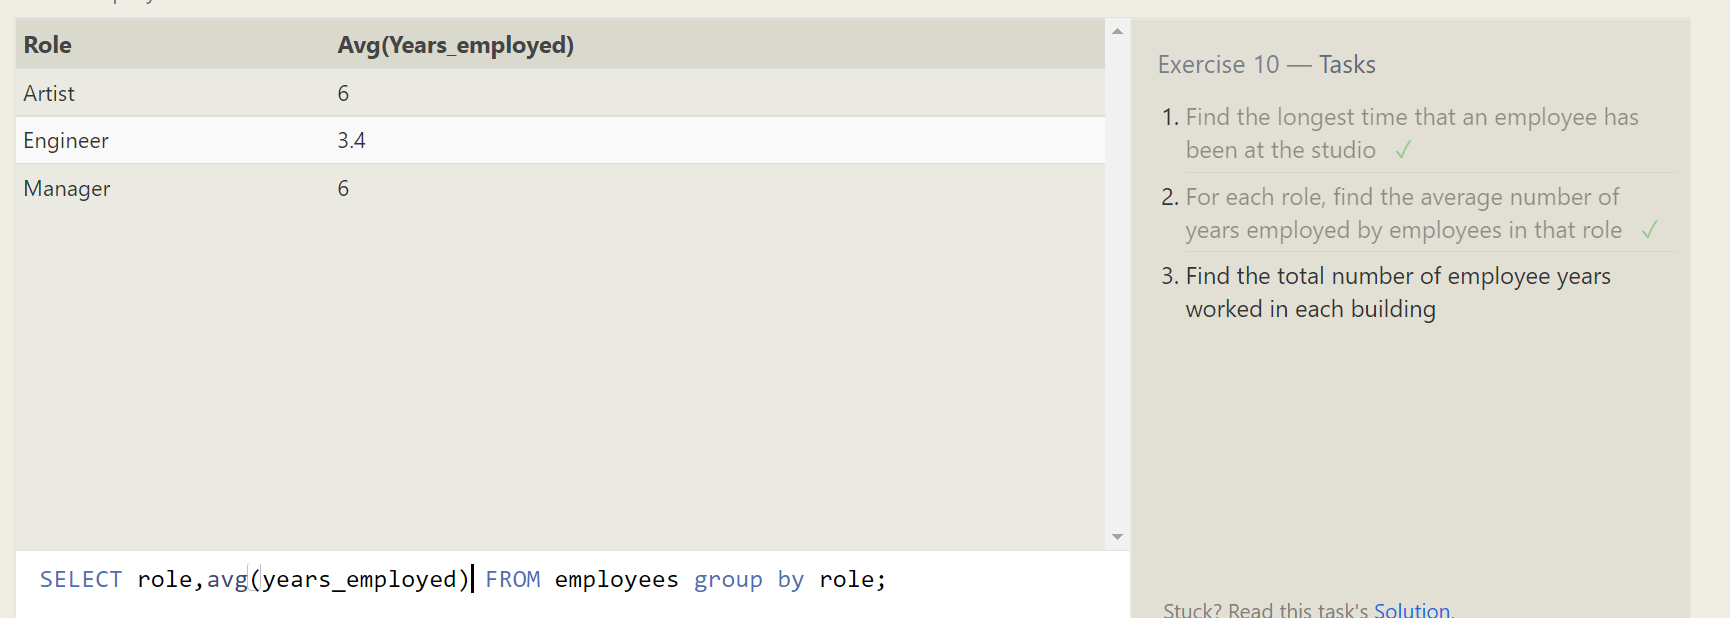 Role Avg(Years_employed)
Artist 6
Engineer 3.4
Manager 6
SELECT role,avg(years_employed) FROM employees group by role;
Exercise 10 — Tasks
1. Find the longest time that an employee has
been at the studio ✓
2. For each role, find the average number of
years employed by employees in that role ✓
3. Find the total number of employee years
worked in each building
Stuck? Read this task's Solution.